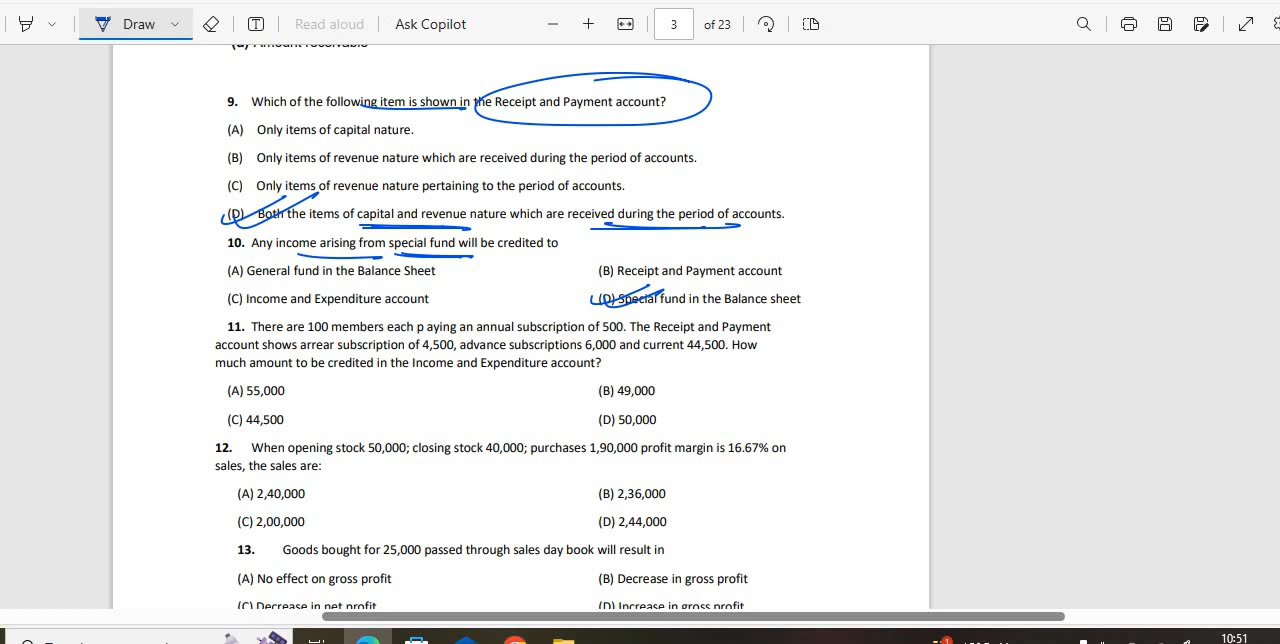 Draw
Read aloud
Ask Copilot
3
of 23
(d) Amount receivable
9. Which of the following item is shown in the Receipt and Payment account?
(A) Only items of capital nature.
(B) Only items of revenue nature which are received during the period of accounts.
(C) Only items of revenue nature pertaining to the period of accounts.
(D) Both the items of capital and revenue nature which are received during the period of accounts.
10. Any income arising from special fund will be credited to
(A) General fund in the Balance Sheet (B) Receipt and Payment account
(C) Income and Expenditure account (D) Special fund in the Balance sheet
11. There are 100 members each p aying an annual subscription of 500. The Receipt and Payment
account shows arrear subscription of 4,500, advance subscriptions 6,000 and current 44,500. How
much amount to be credited in the Income and Expenditure account?
(A) 55,000 (B) 49,000
(C) 44,500 (D) 50,000
12. When opening stock 50,000; closing stock 40,000; purchases 1,90,000 profit margin is 16.67% on
sales, the sales are:
(A) 2,40,000 (B) 2,36,000
(C) 2,00,000 (D) 2,44,000
13. Goods bought for 25,000 passed through sales day book will result in
(A) No effect on gross profit (B) Decrease in gross profit
(C) Decrease in net profit (D) Increase in gross profit
10:51